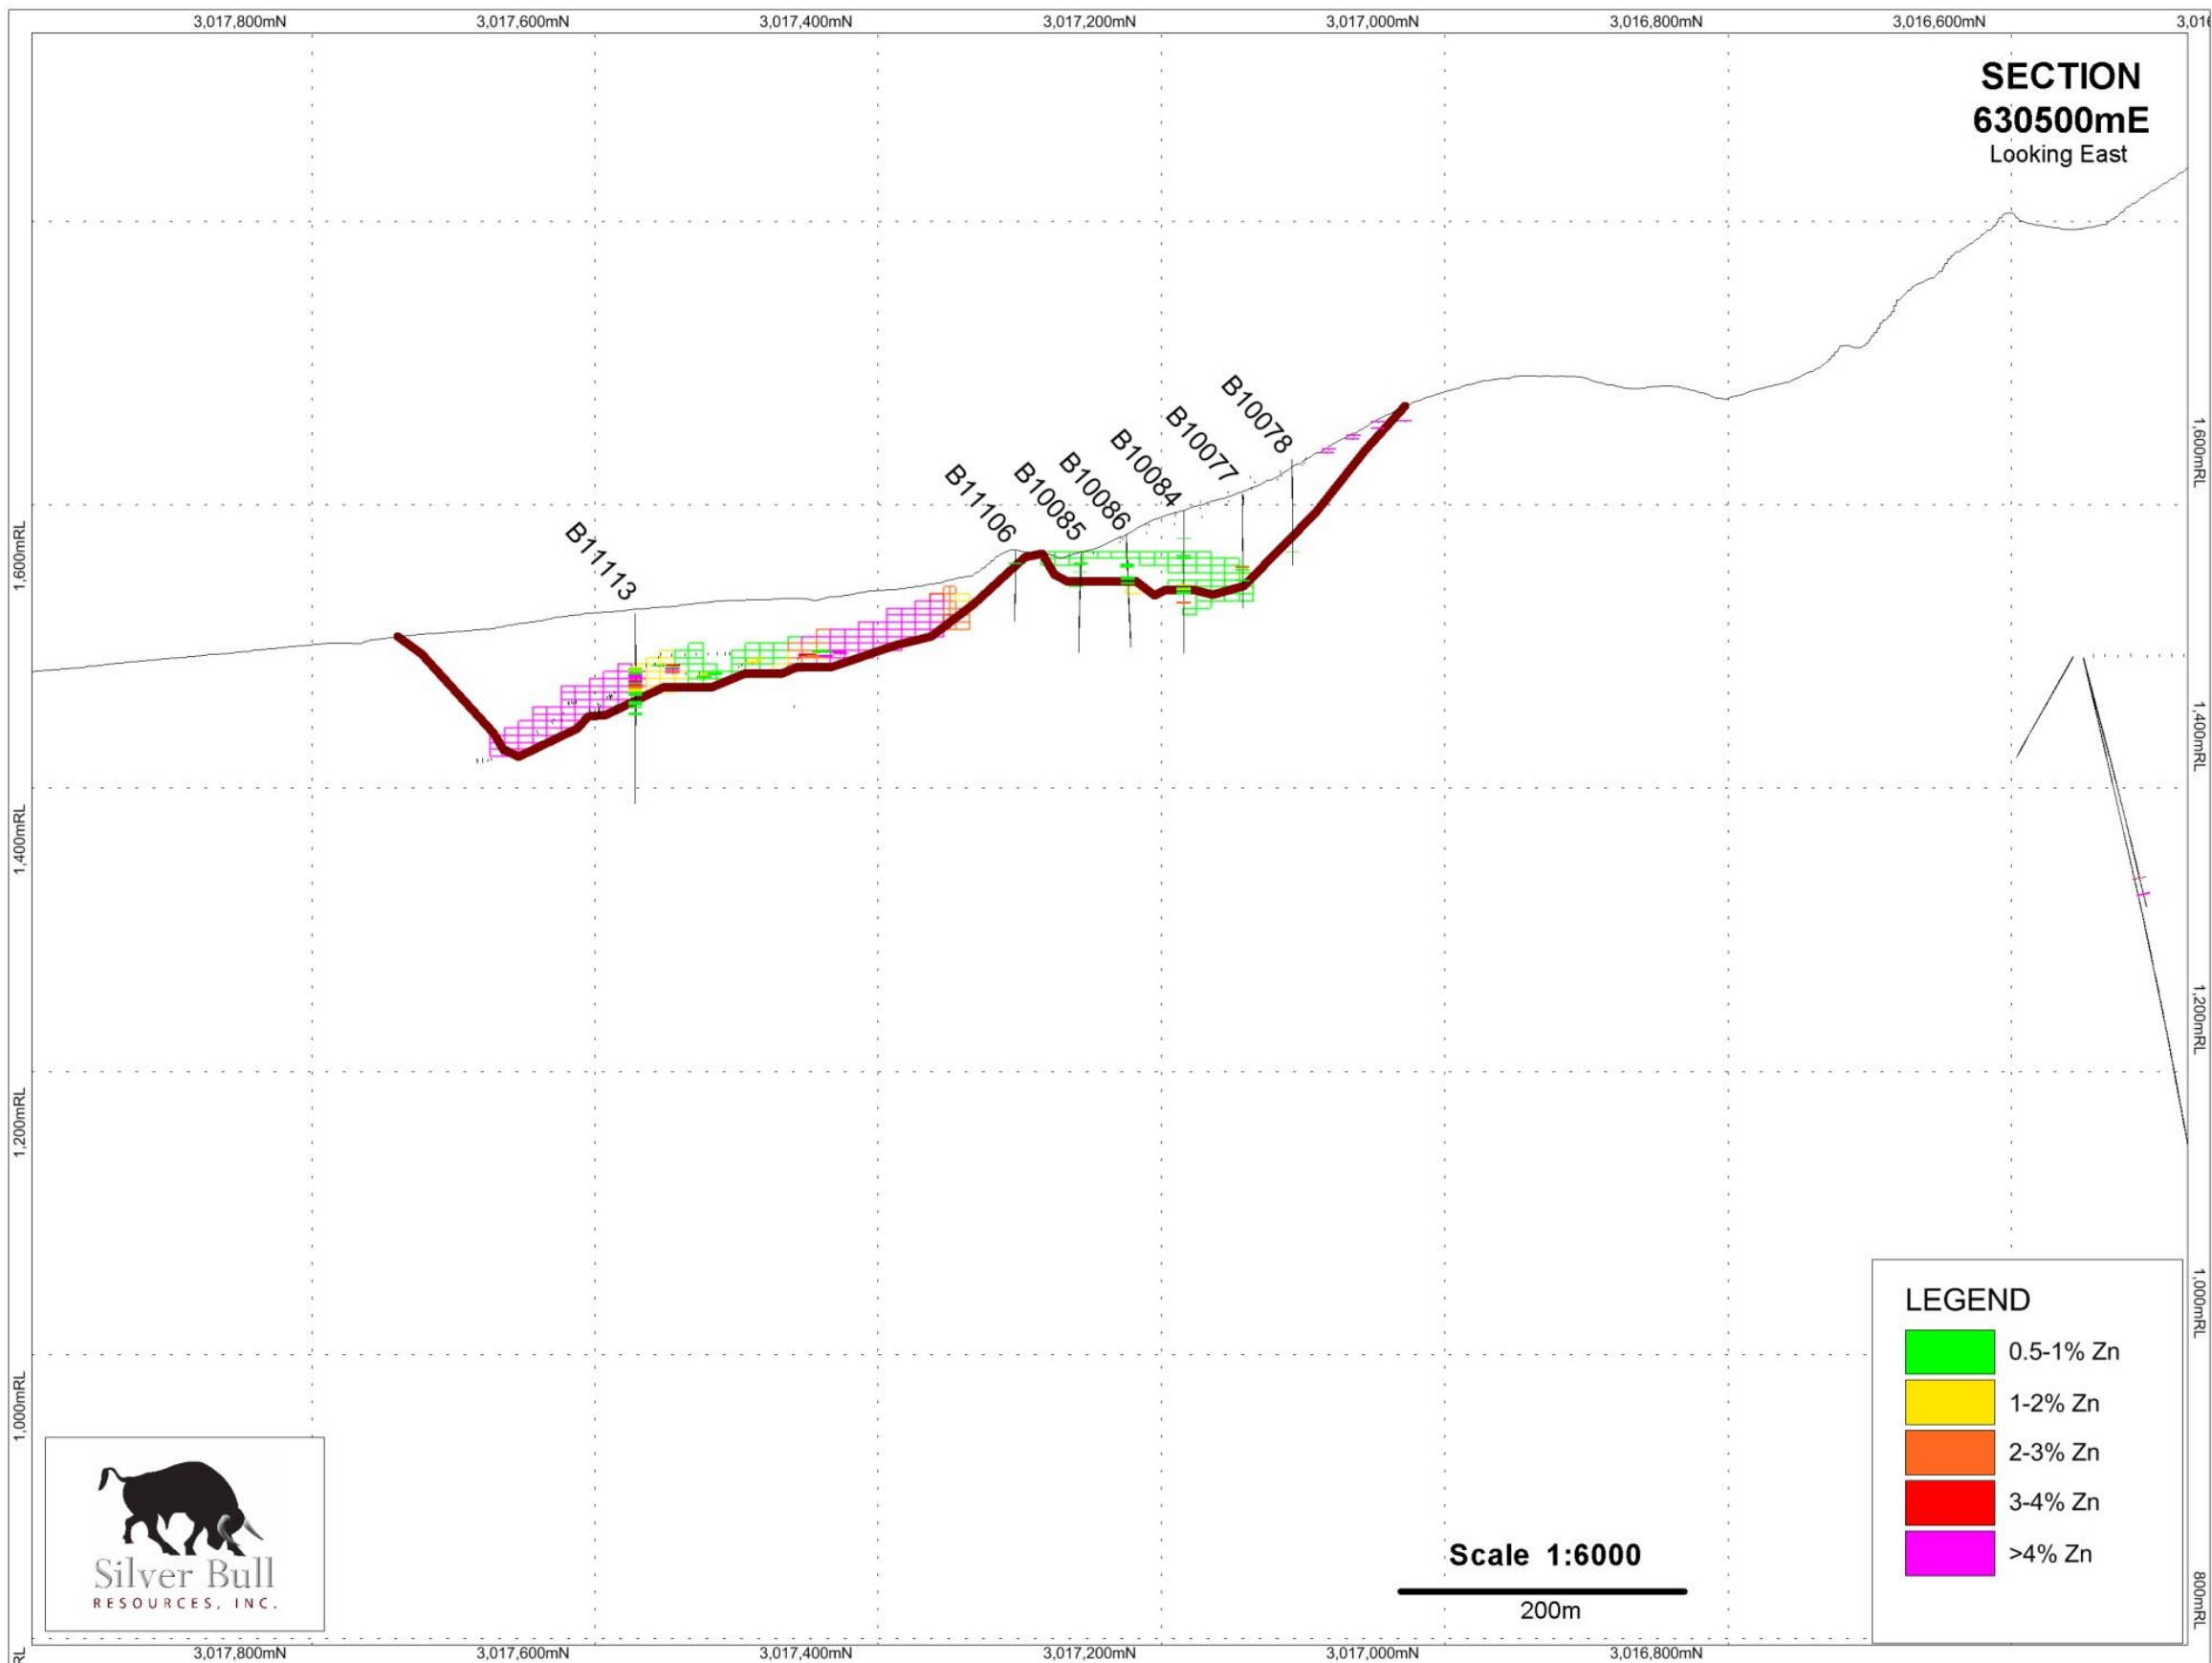 3,017,800mN 3,017,600mN 3,017,400mN 3,017,200mN 3,017,000mN 3,016,800mN 3,016,600mN
SECTION
630500mE
Looking East
B11113
B11106
B10085
B10086
B10084
B10077
B10078
1,600mRL
1,400mRL
1,200mRL
1,000mRL
1,600mRL
1,400mRL
1,200mRL
1,000mRL
800mRL
LEGEND
0.5-1% Zn
1-2% Zn
2-3% Zn
3-4% Zn
>4% Zn
Scale 1:6000
200m
Silver Bull
RESOURCES, INC.
3,017,800mN 3,017,600mN 3,017,400mN 3,017,200mN 3,017,000mN 3,016,800mN